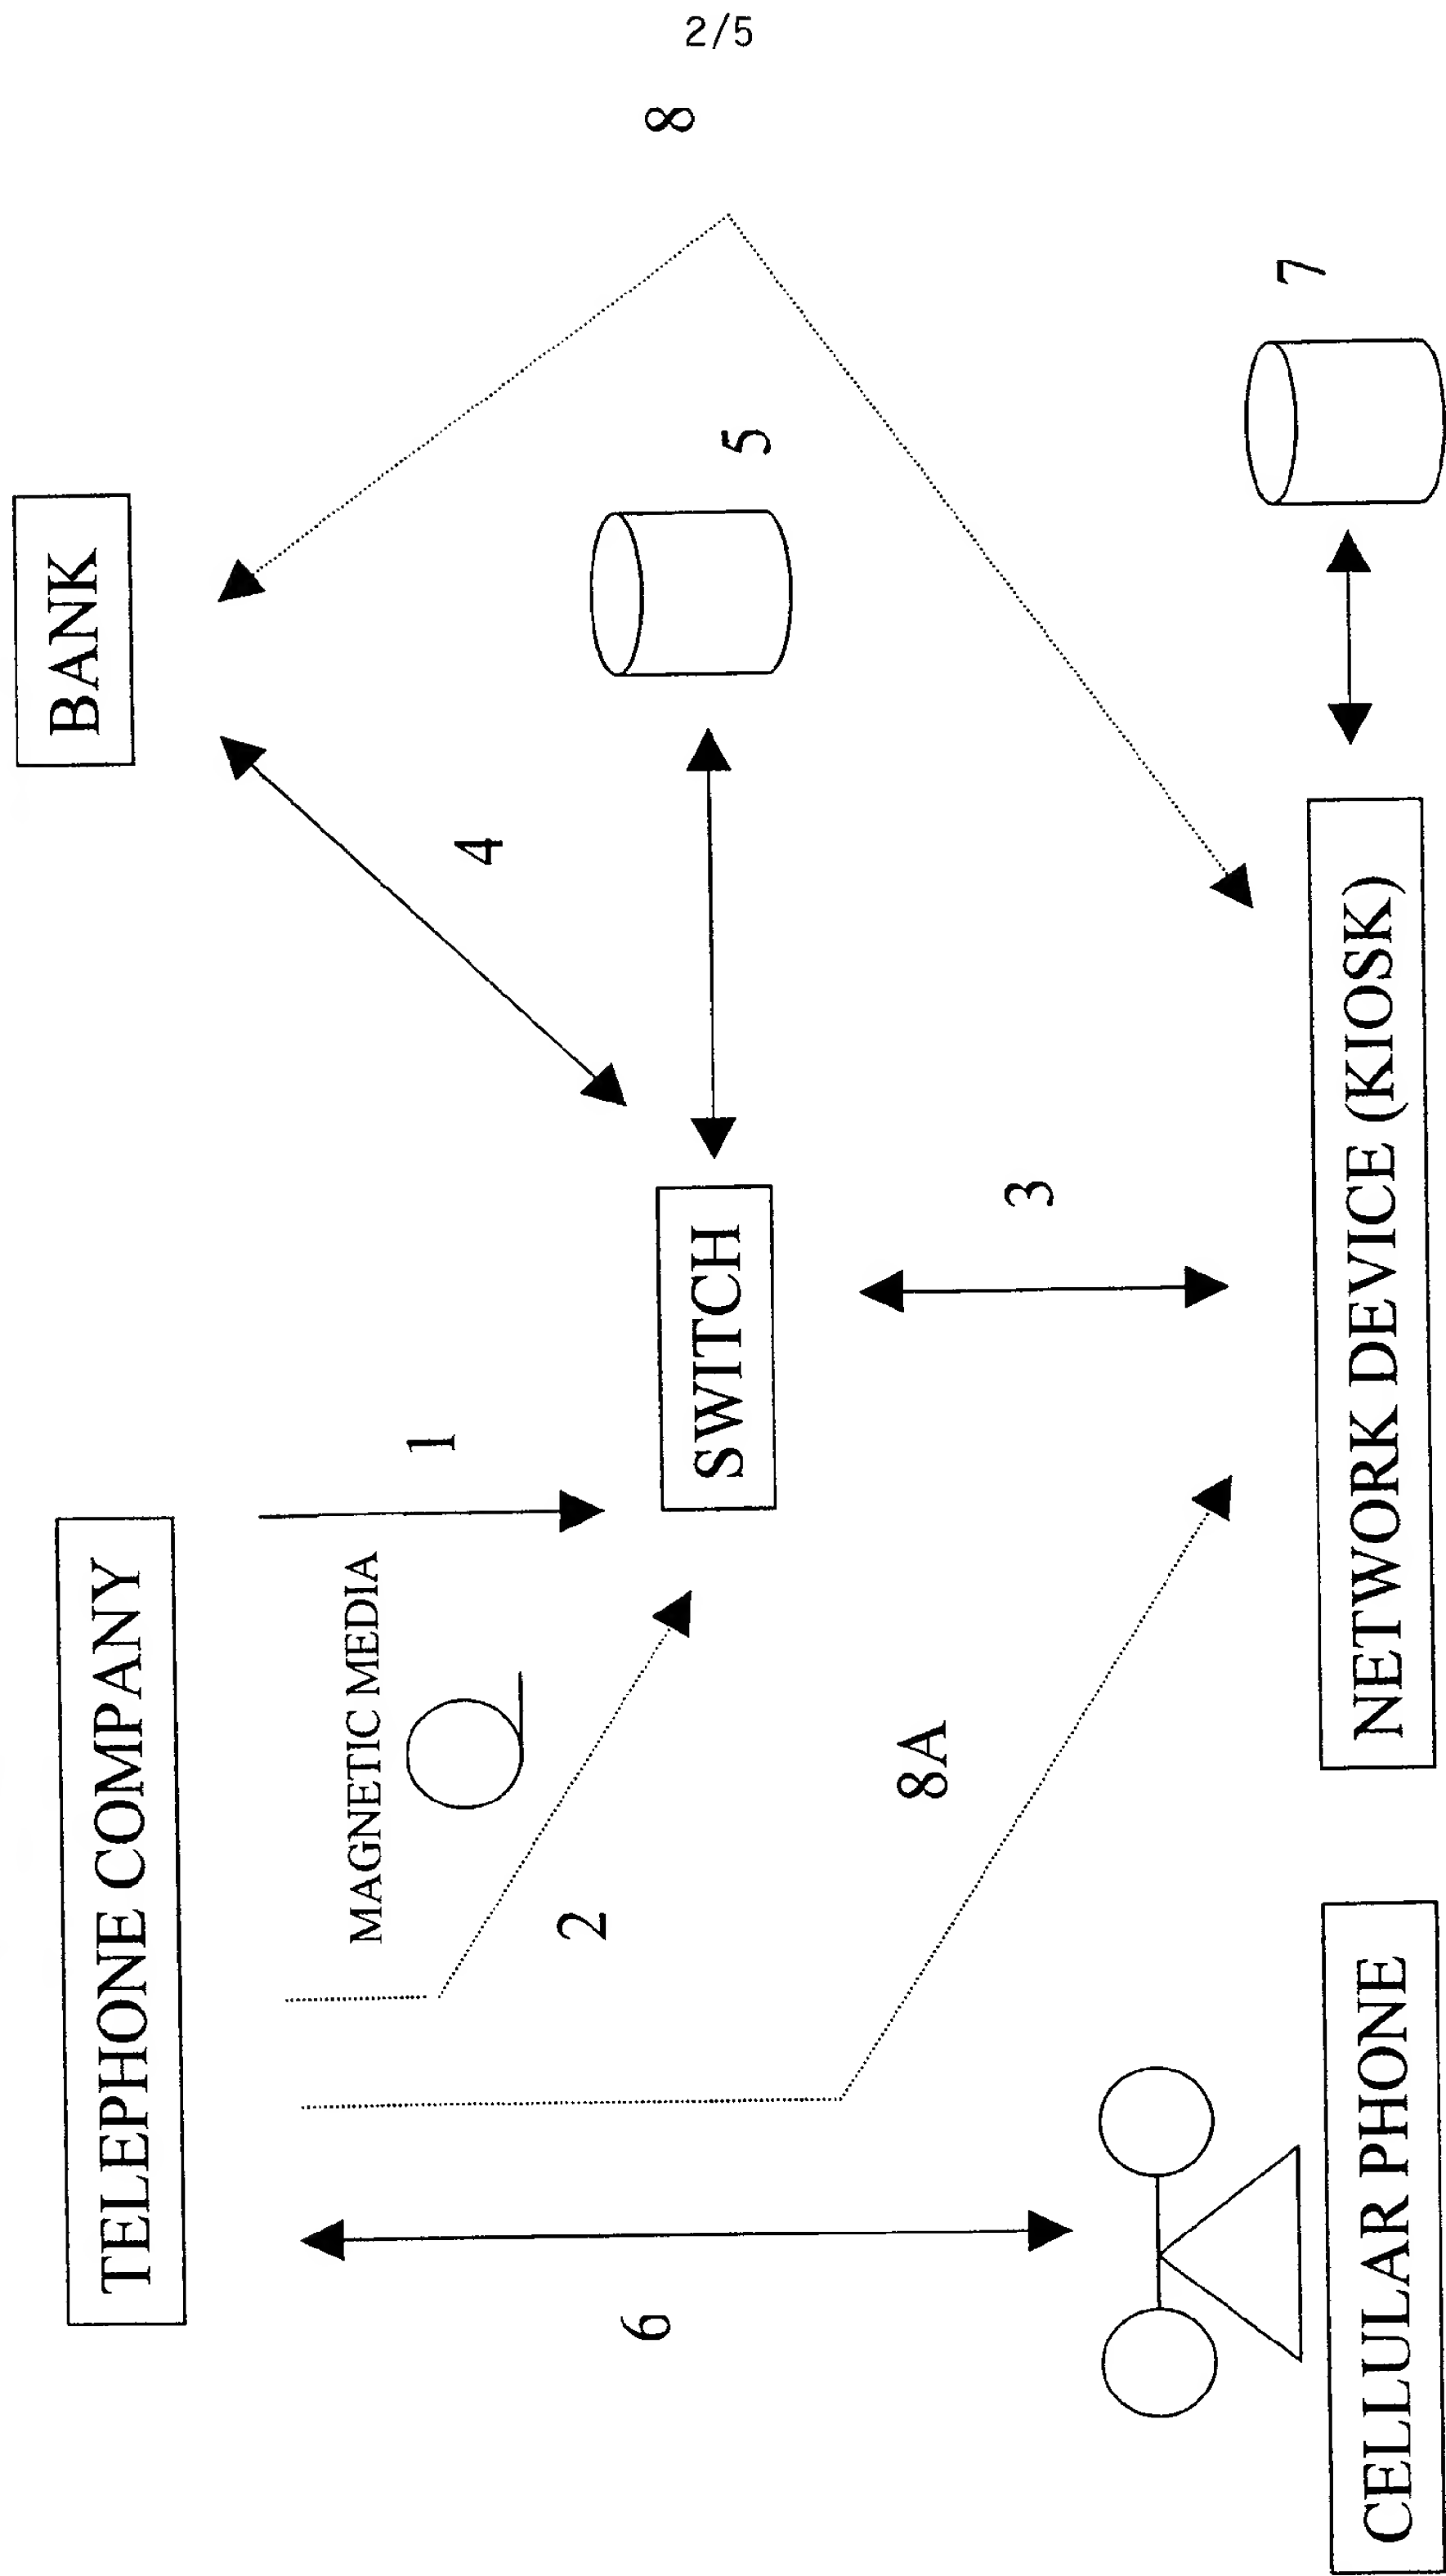 2/5
TELEPHONE COMPANY
BANK
MAGNETIC MEDIA
1
2
4
8
SWITCH
5
6
8A
3
7
CELLULAR PHONE
NETWORK DEVICE (KIOSK)